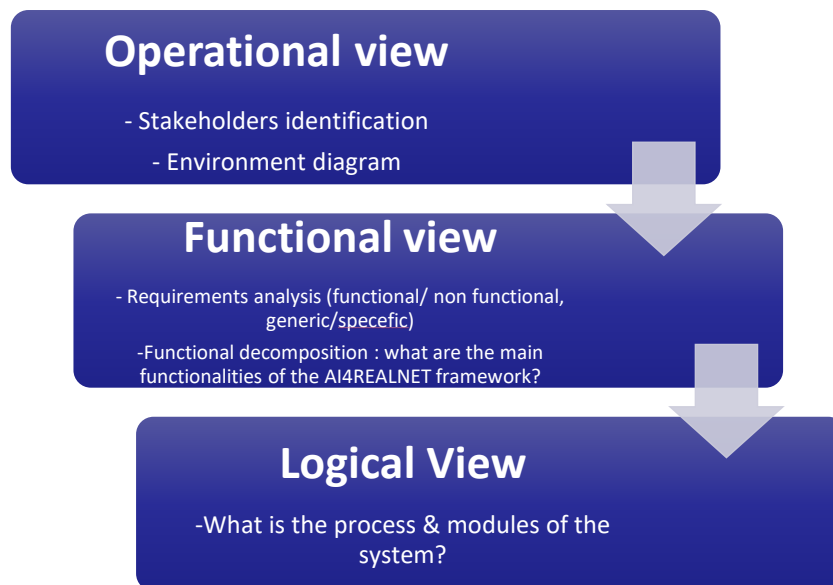 Operational view
- Stakeholders identification
- Environment diagram
Functional view
- Requirements analysis (functional/ non functional,
generic/specefic)
-Functional decomposition : what are the main
functionalities of the AI4REALNET framework?
Logical View
-What is the process & modules of the
system?